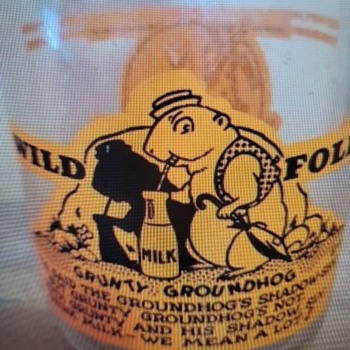 WILD FOL
MILK
GRUNTY GROUNDHOG
THE GROUNDHOG'S SHADOW
GRUNTY GROUNDHOG'S NOT
AND HIS SHADOW
MILK. WE MEAN A LOT